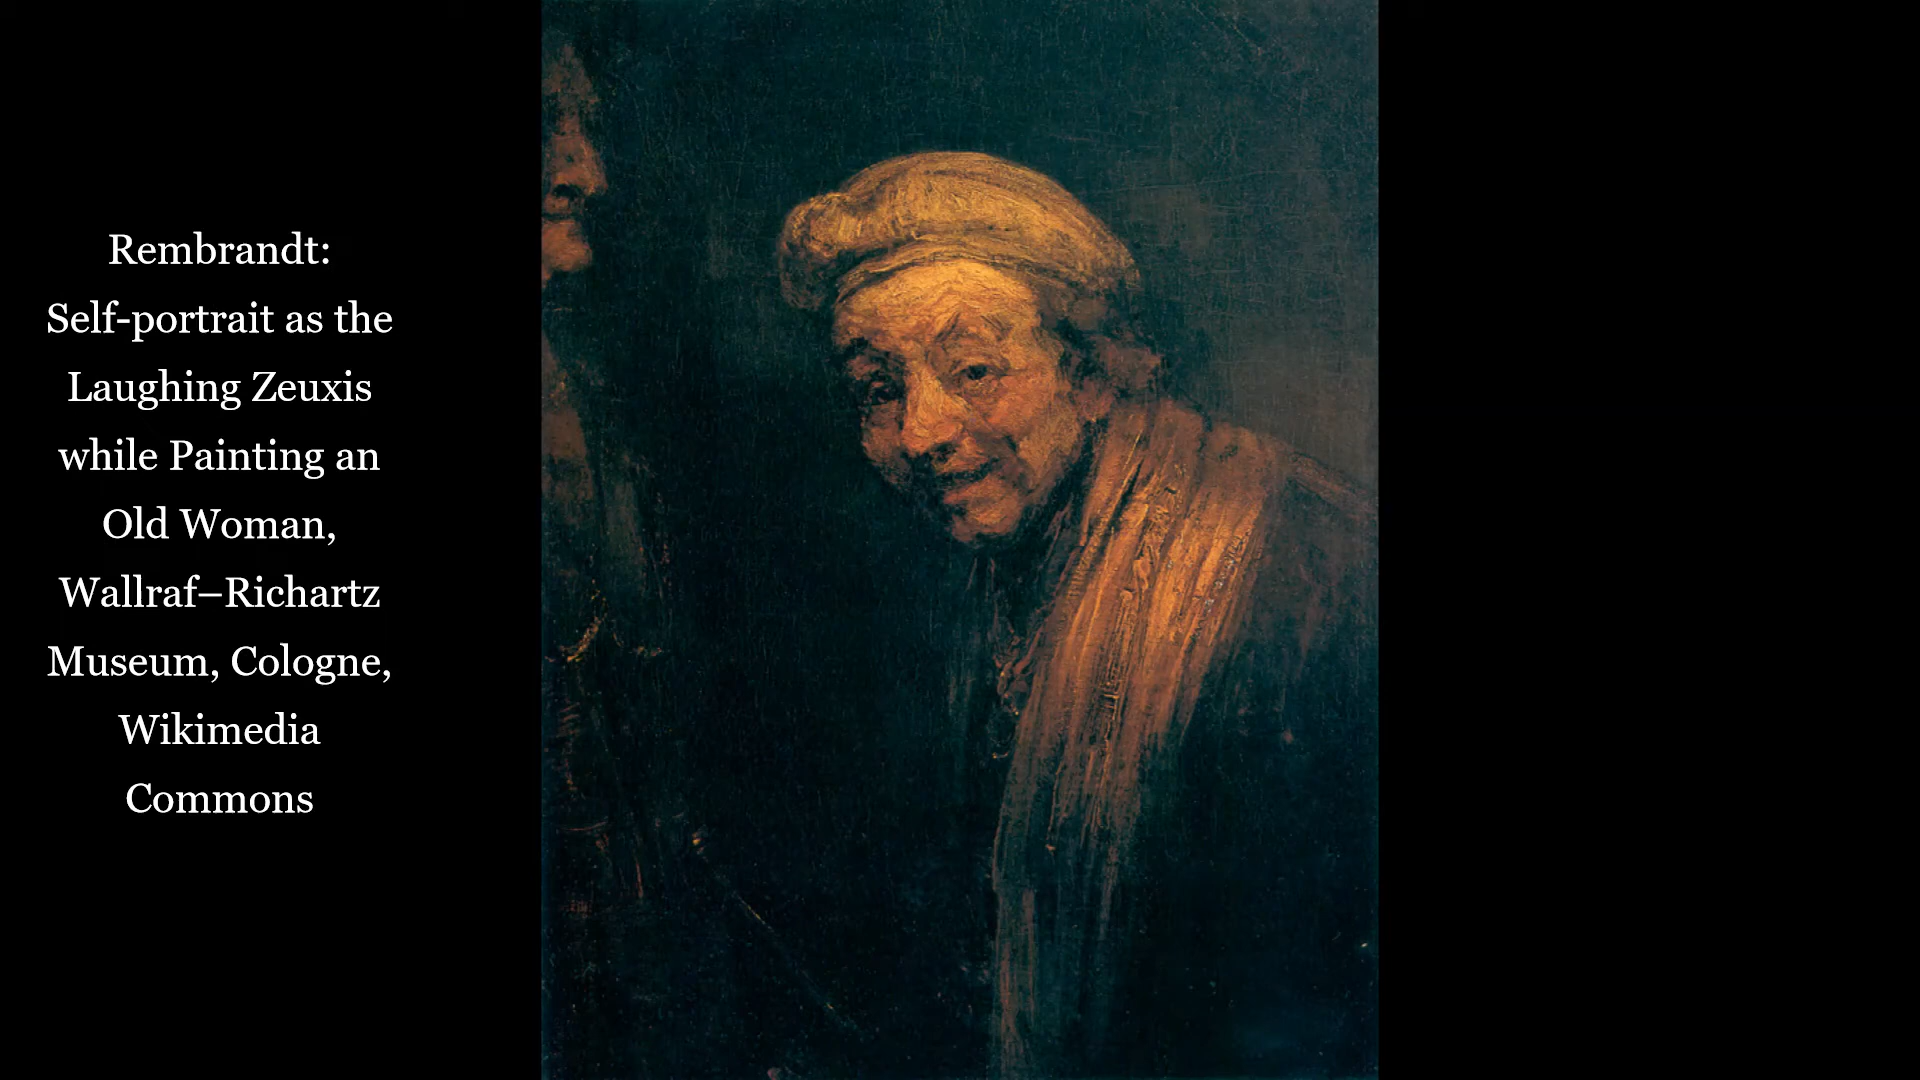 Rembrandt:
Self-portrait as the
Laughing Zeuxis
while Painting an
Old Woman,
Wallraf–Richartz
Museum, Cologne,
Wikimedia
Commons